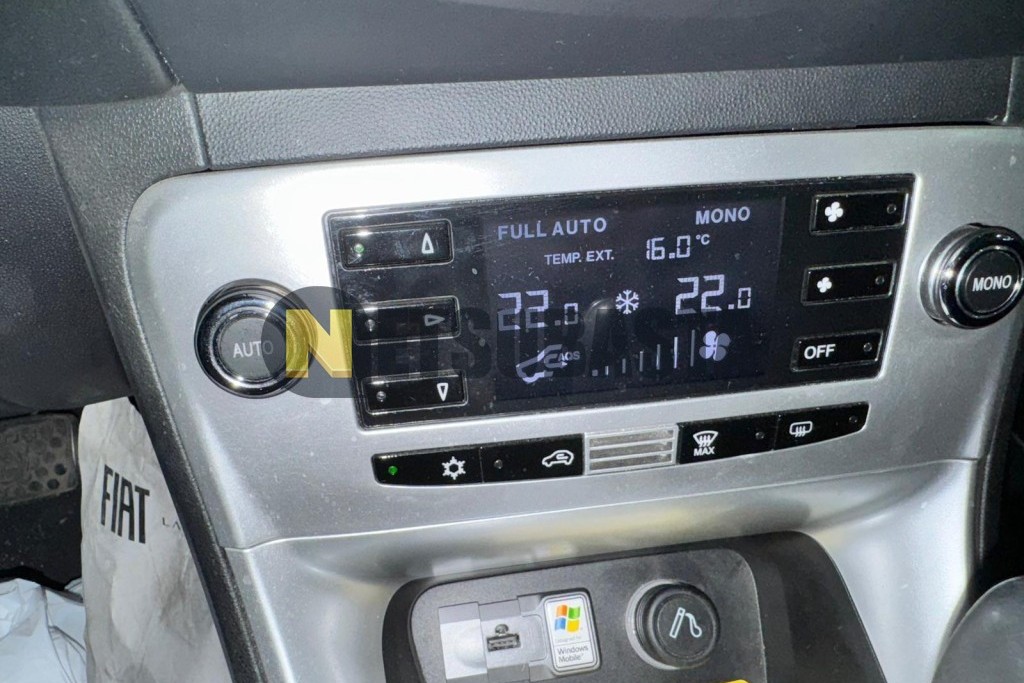 FULL AUTO
MONO
TEMP. EXT.
16.0 °C
22.0
22.0
AQS
AUTO
MONO
OFF
MAX
FIAT
Windows
Mobile